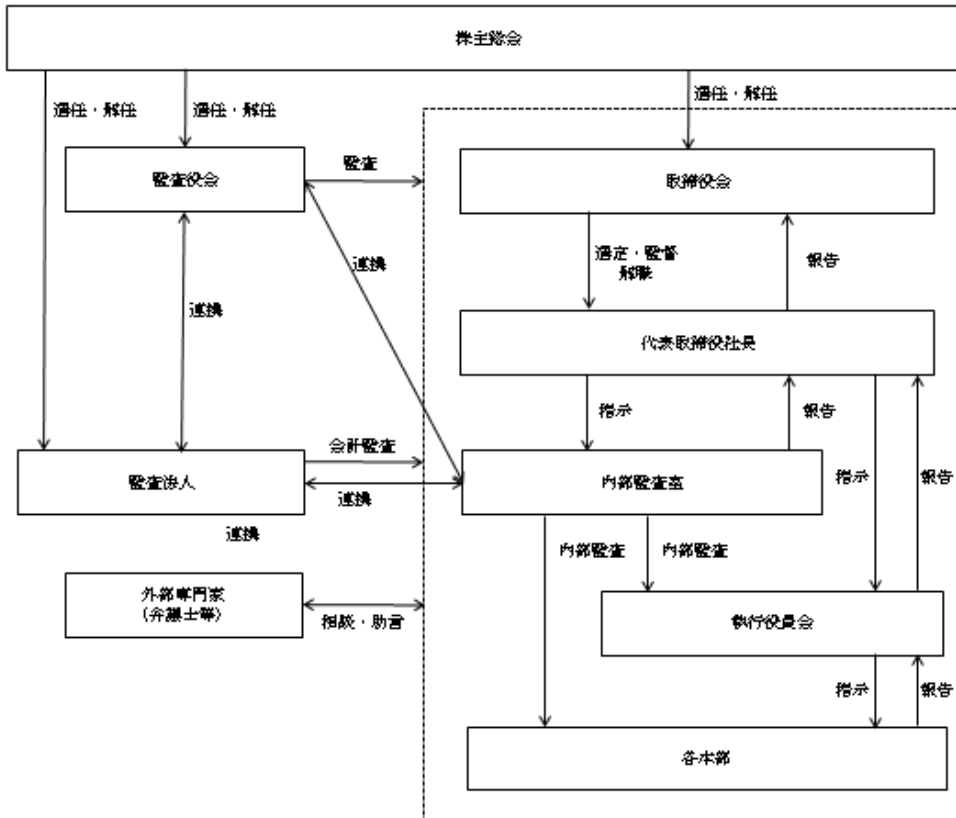 株主総会
選任・解任
選任・解任
選任・解任
監査役会
監査
取締役会
選定・監督
解職
報告
連携
連携
代表取締役社長
指示
報告
会計監査
監査法人
連携
内部監査室
指示
報告
連携
内部監査
内部監査
外部専門家
(弁護士等)
相談・助言
執行役員会
指示
報告
各本部